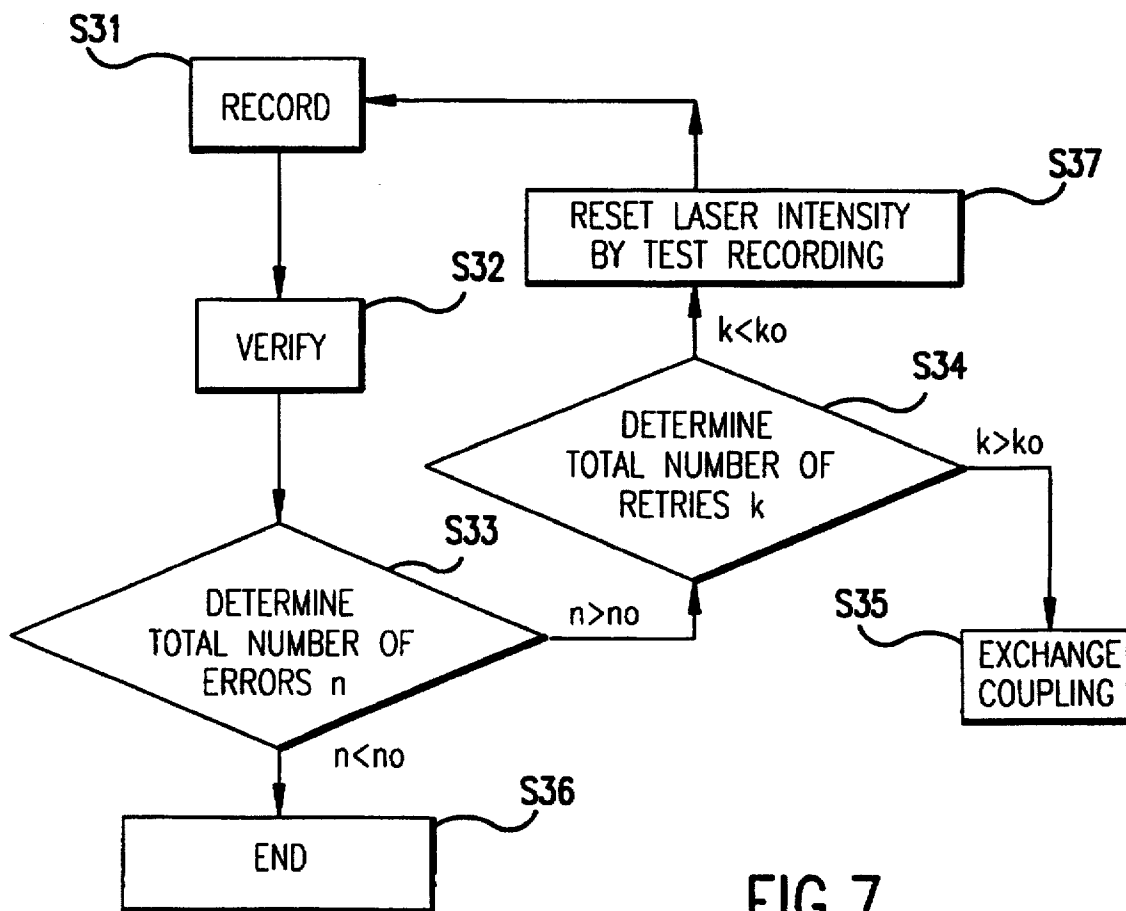 S31
RECORD
S37
RESET LASER INTENSITY
BY TEST RECORDING
S32
VERIFY
k<ko
S34
DETERMINE
TOTAL NUMBER OF
RETRIES k
k>ko
S33
DETERMINE
TOTAL NUMBER OF
ERRORS n
n>no
S35
EXCHANGE
COUPLING
n<no
S36
END
FIG.7